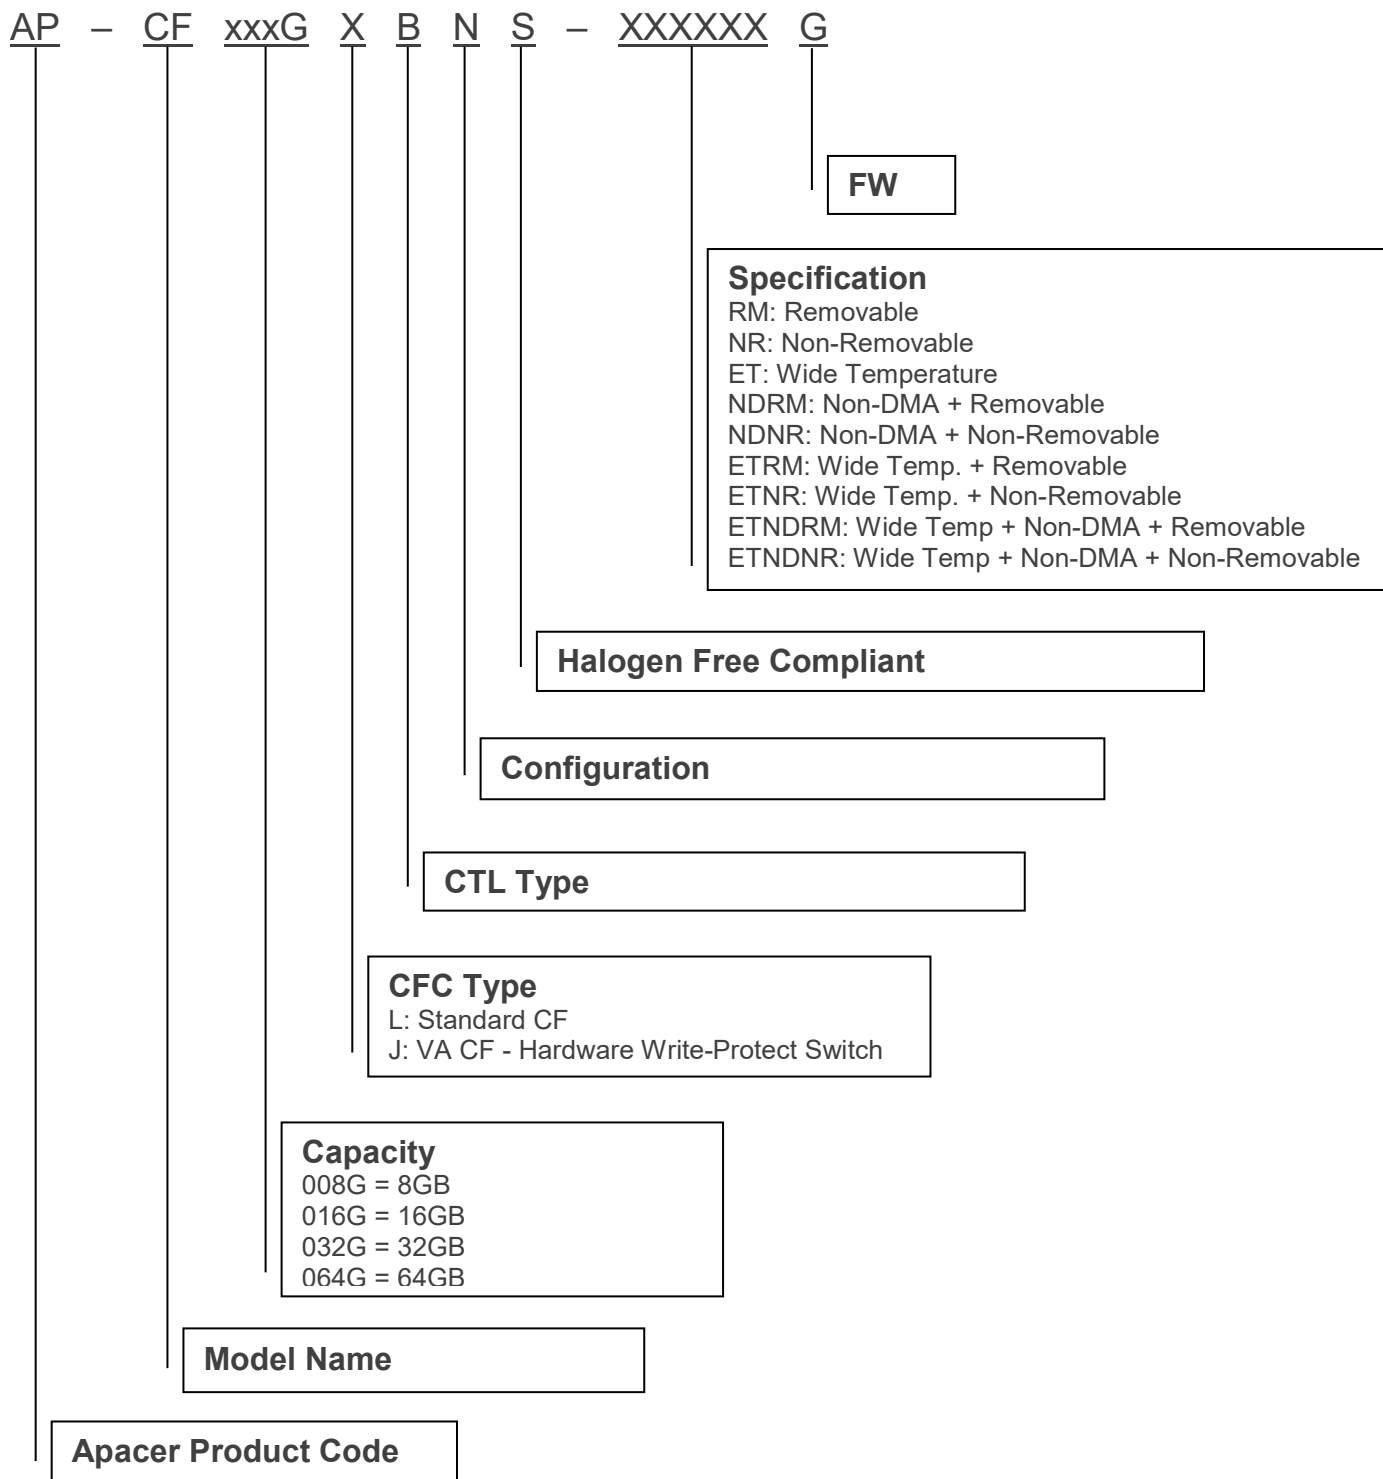 AP – CF xxxG X B N S – XXXXXX G
FW
Specification
RM: Removable
NR: Non-Removable
ET: Wide Temperature
NDRM: Non-DMA + Removable
NDNR: Non-DMA + Non-Removable
ETRM: Wide Temp. + Removable
ETNR: Wide Temp. + Non-Removable
ETNDRM: Wide Temp + Non-DMA + Removable
ETNDNR: Wide Temp + Non-DMA + Non-Removable
Halogen Free Compliant
Configuration
CTL Type
CFC Type
L: Standard CF
J: VA CF - Hardware Write-Protect Switch
Capacity
008G = 8GB
016G = 16GB
032G = 32GB
064G = 64GB
Model Name
Apacer Product Code